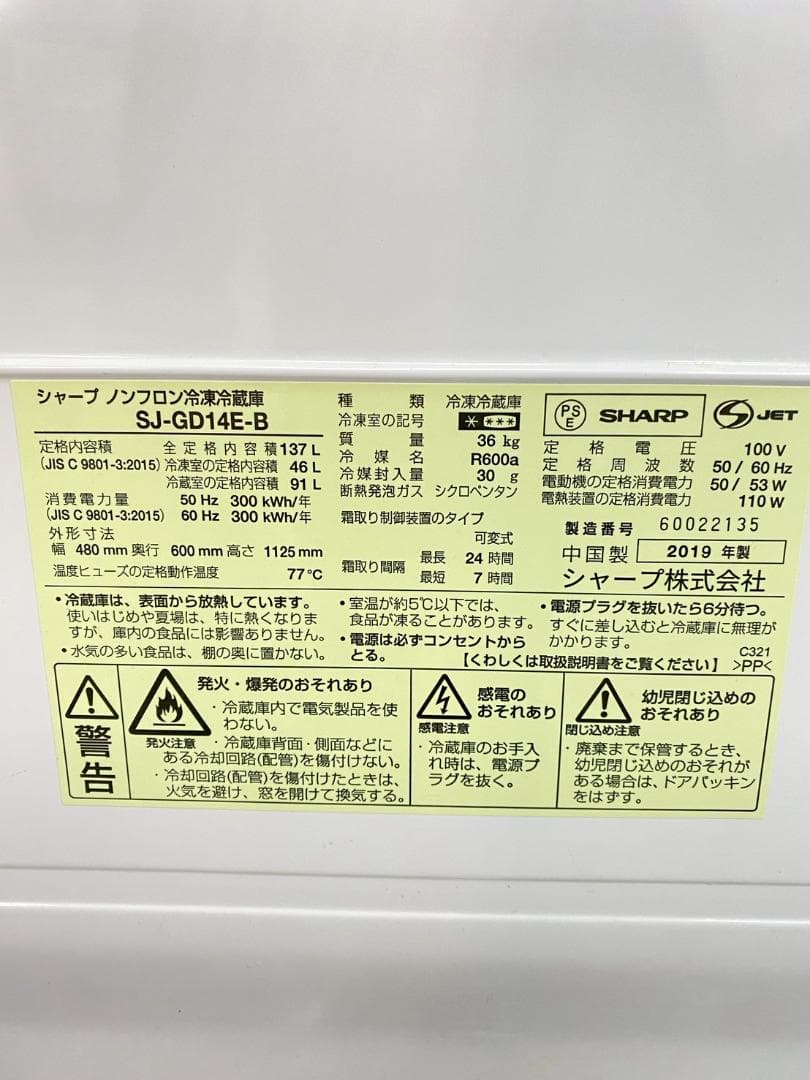 シャープ ノンフロン冷凍冷蔵庫
SJ-GD14E-B
定格内容積 全定格内容積 137 L
(JIS C 9801-3:2015) 冷凍室の定格内容積 46 L
冷蔵室の定格内容積 91 L
消費電力量 50 Hz 300 kWh/年
(JIS C 9801-3:2015) 60 Hz 300 kWh/年
外形寸法
幅 480 mm 奥行 600 mm 高さ 1125 mm
温度ヒューズの定格動作温度 77℃
種類 冷凍冷蔵庫
冷凍室の記号
質量 36 kg
冷媒名 R600a
冷媒封入量 30 g
断熱発泡ガス シクロペンタン
霜取り制御装置のタイプ
可変式
霜取り間隔 最長 24 時間
最短 7 時間
PSE SHARP S JET
定格電圧 100 V
定格周波数 50 / 60 Hz
電動機の定格消費電力 50 / 53 W
電熱装置の定格消費電力 110 W
製造番号 60022135
中国製 2019 年製
シャープ株式会社
・冷蔵庫は、表面から放熱しています。
使いはじめや夏場は、特に熱くなりま
すが、庫内の食品には影響ありません。
・水気の多い食品は、棚の奥に置かない。
・室温が約5℃以下では、
食品が凍ることがあります。
・電源は必ずコンセントから
とる。
・電源プラグを抜いたら6分待つ。
すぐに差し込むと冷蔵庫に無理が
かかります。
【くわしくは取扱説明書をご覧ください】
C321
>PP<
警告
発火・爆発のおそれあり
発火注意
・冷蔵庫内で電気製品を使
わない。
・冷蔵庫背面・側面などに
ある冷却回路(配管)を傷付けない。
・冷却回路(配管)を傷付けたときは、
火気を避け、窓を開けて換気する。
感電の
おそれあり
感電注意
・冷蔵庫のお手入
れ時は、電源プ
ラグを抜く。
幼児閉じ込めの
おそれあり
閉じ込め注意
・廃棄まで保管するとき、
幼児閉じ込めのおそれが
ある場合は、ドアパッキン
をはずす。